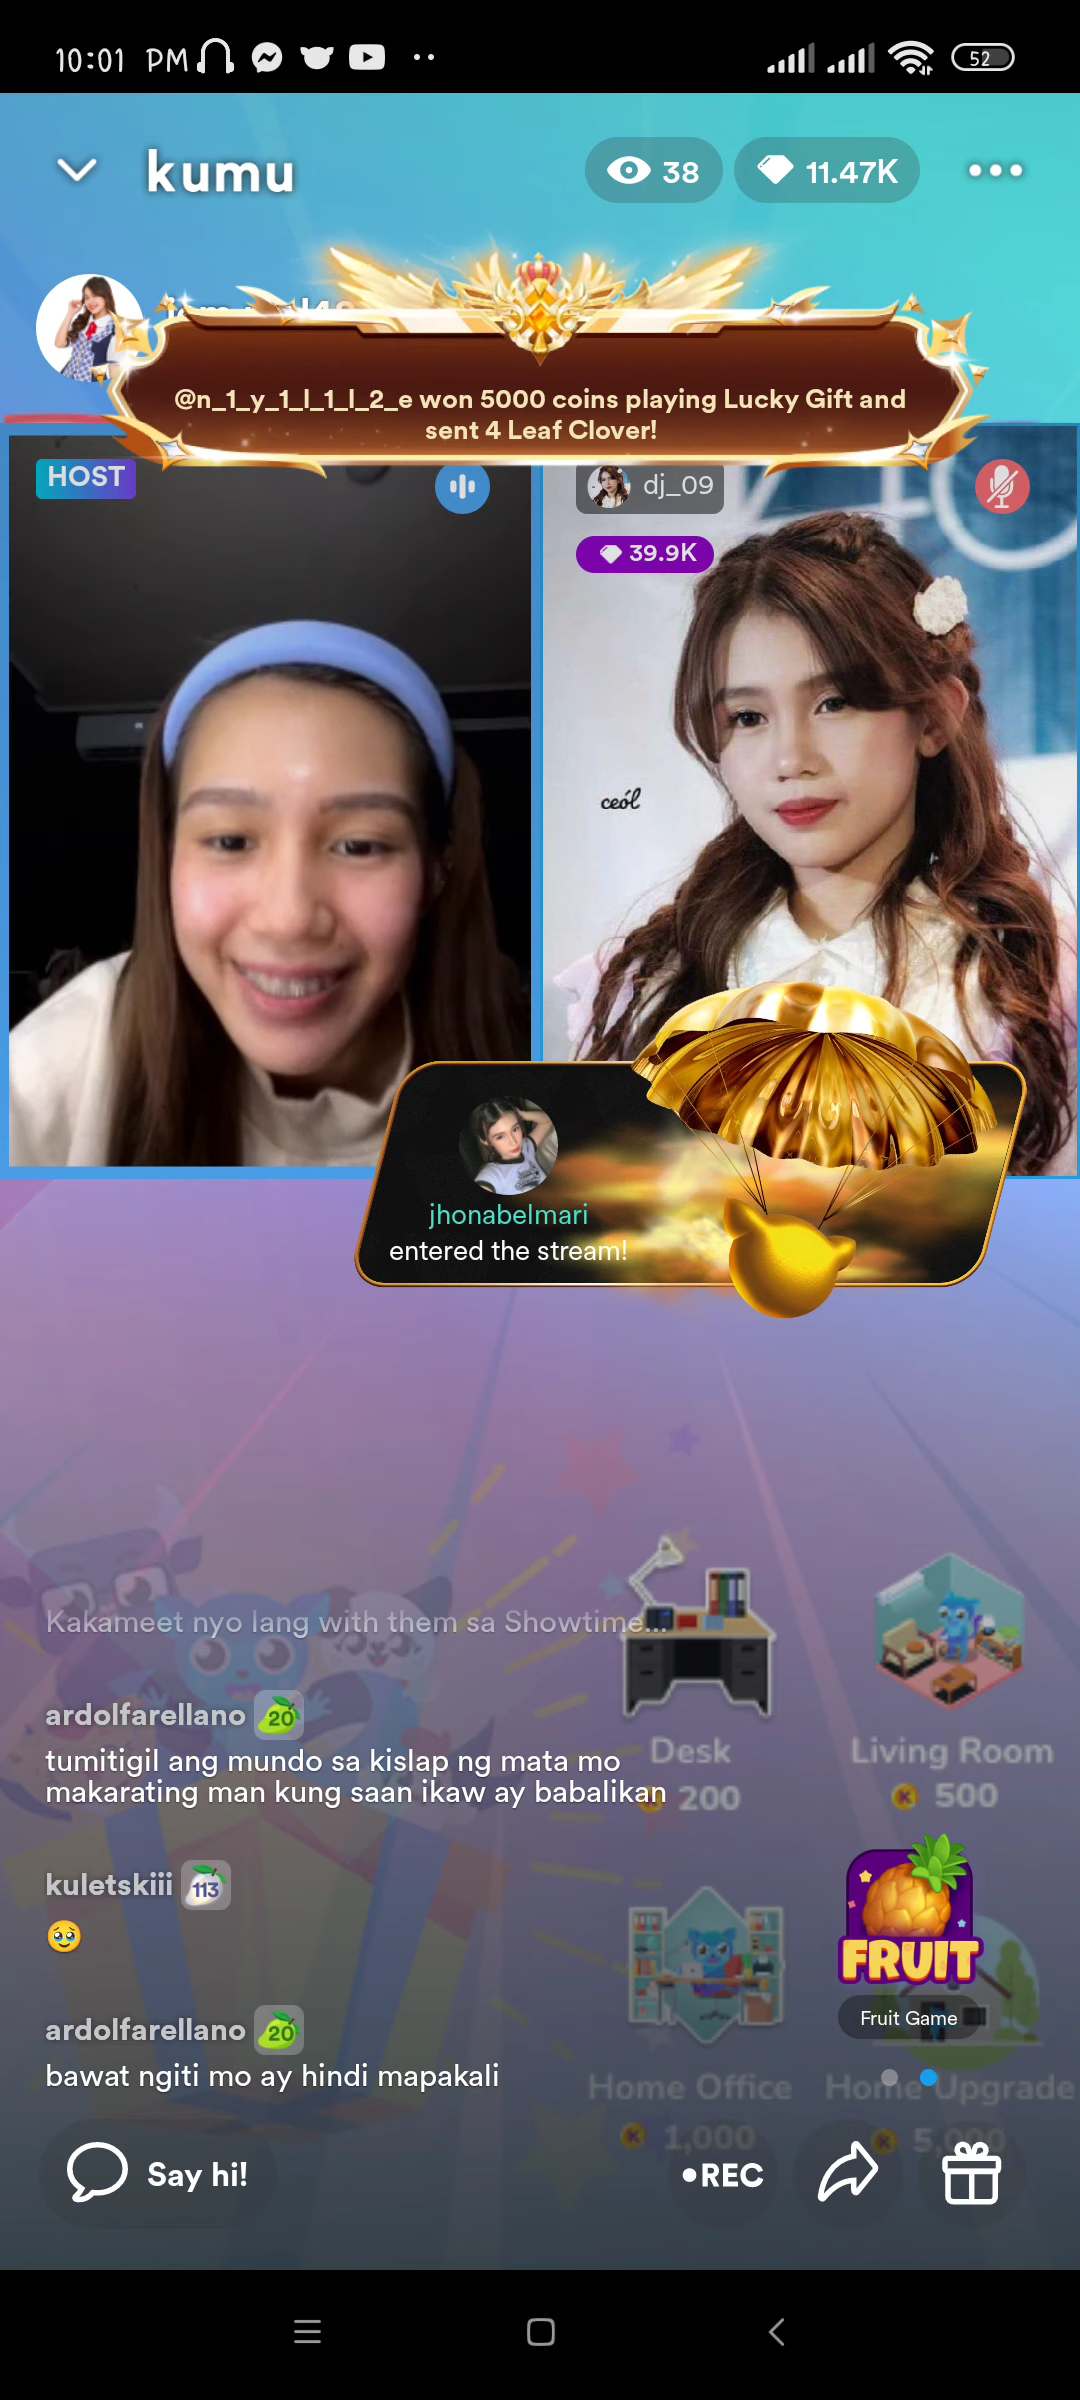 10:01 PM
52
kumu
38
11.47K
@n_1_y_1_l_1_l_2_e won 5000 coins playing Lucky Gift and
sent 4 Leaf Clover!
HOST
dj_09
39.9K
ceól
jhonabelmari
entered the stream!
Kakameet nyo lang with them sa Showtime...
ardolfarellano 20
tumitigil ang mundo sa kislap ng mata mo
makarating man kung saan ikaw ay babalikan
Desk
200
Living Room
500
kuletskiii 113
🥹
FRUIT
Fruit Game
ardolfarellano 20
bawat ngiti mo ay hindi mapakali
Home Office
1,000
Home Upgrade
5,000
Say hi!
REC